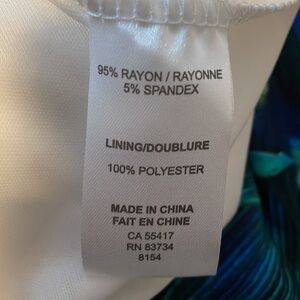 95% RAYON / RAYONNE
5% SPANDEX
LINING/DOUBLURE
100% POLYESTER
MADE IN CHINA
FAIT EN CHINE
CA 55417
RN 83734
8154